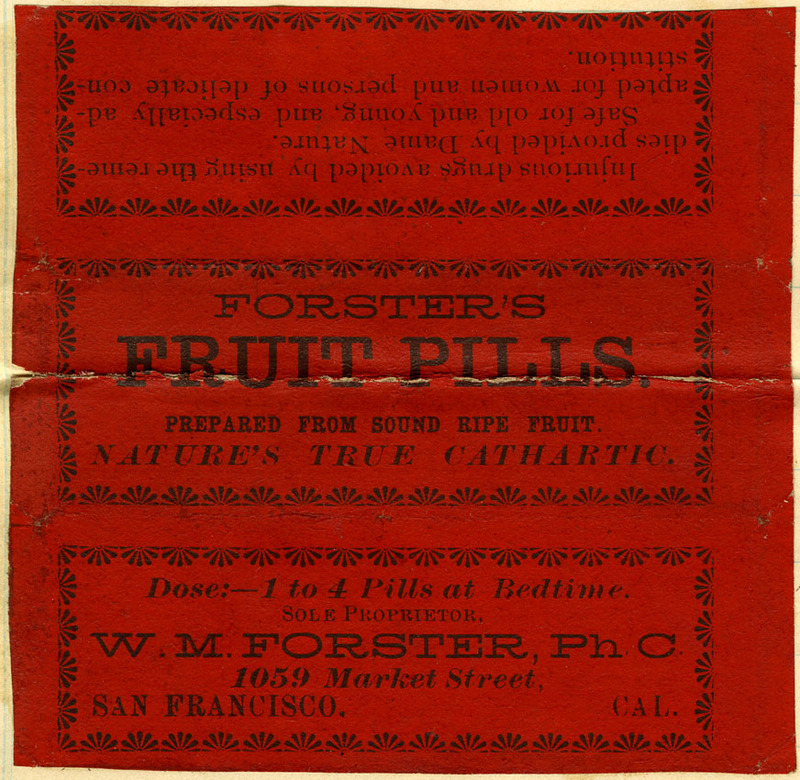 Injurious drugs avoided by using the reme-
dies provided by Dame Nature.
Safe for old and young, and especially ad-
apted for women and persons of delicate con-
stitution.
FORSTER'S
FRUIT PILLS.
PREPARED FROM SOUND RIPE FRUIT.
NATURE'S TRUE CATHARTIC.
Dose:—1 to 4 Pills at Bedtime.
SOLE PROPRIETOR,
W. M. FORSTER, Ph. C.
1059 Market Street,
SAN FRANCISCO. CAL.